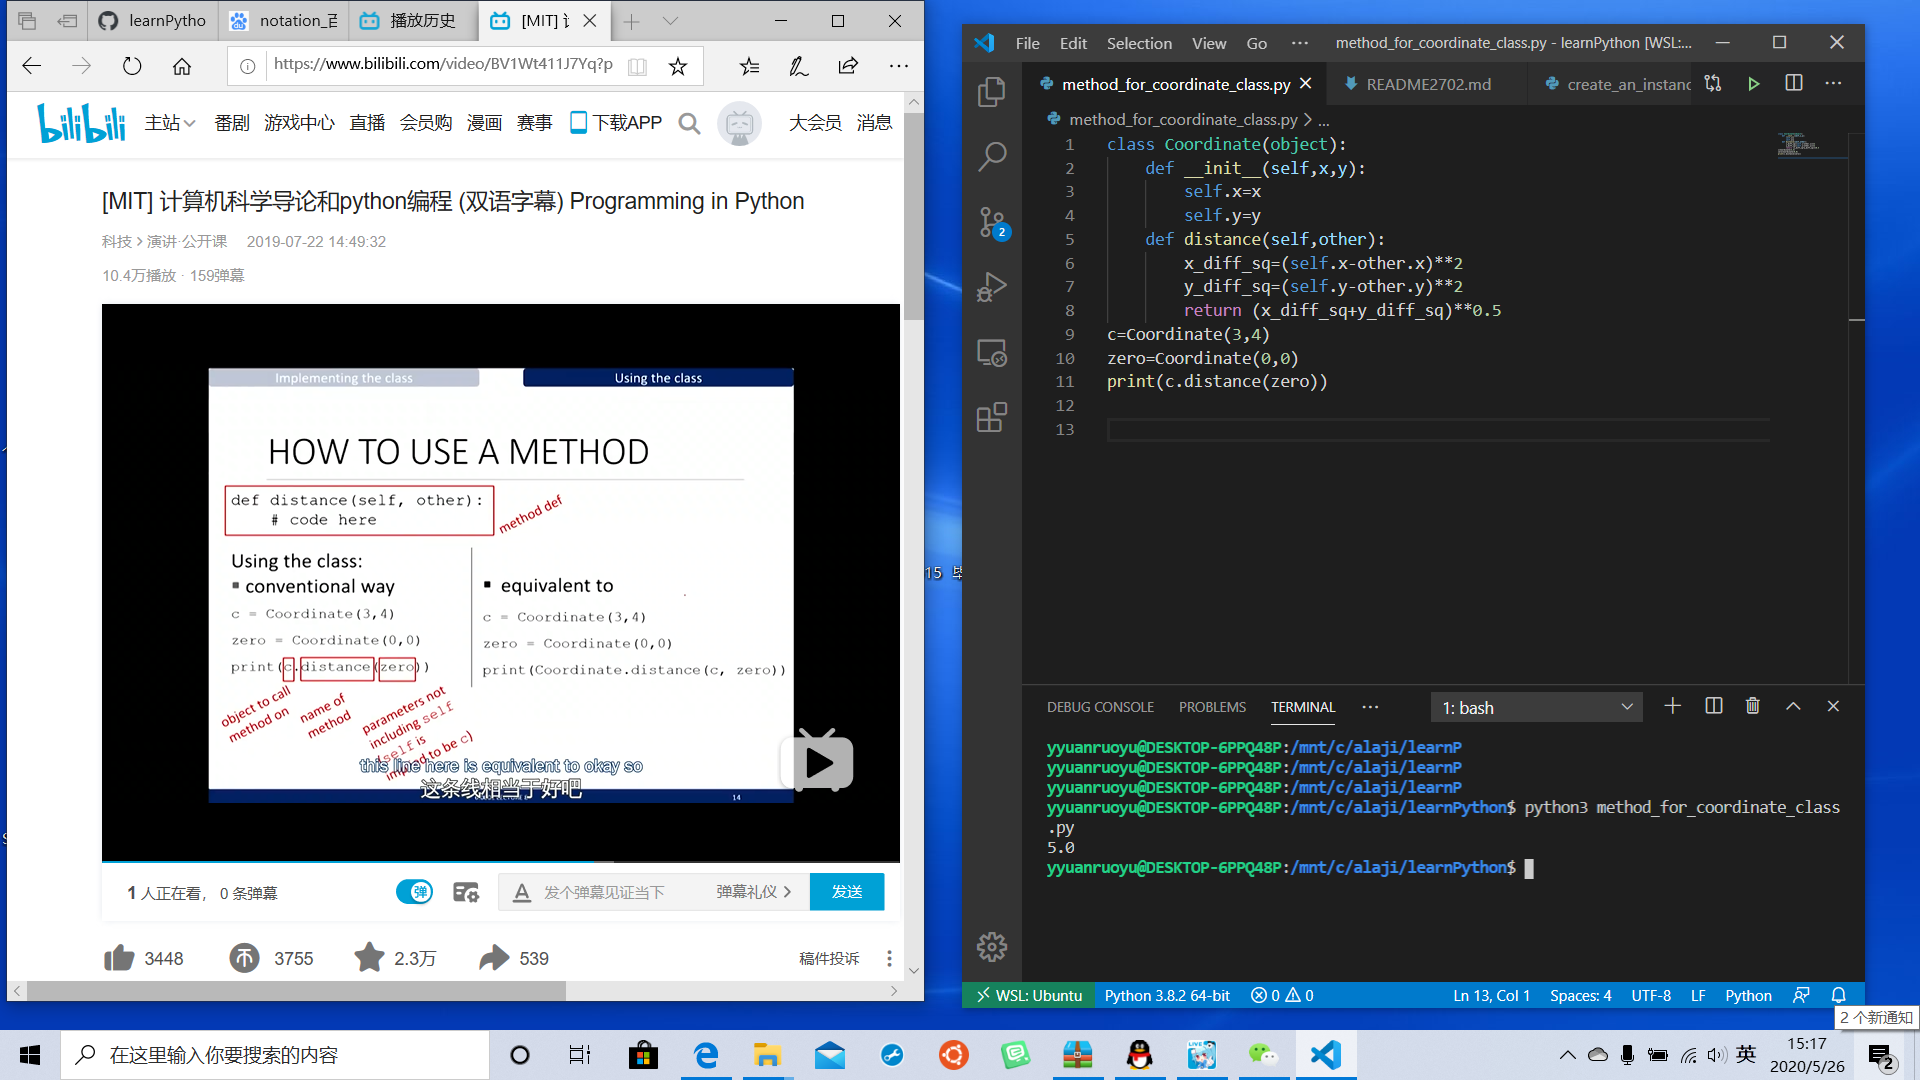 learnPytho
notation_百
播放历史
[MIT] 计
https://www.bilibili.com/video/BV1Wt411J7Yq?p
bilibili
主站
番剧
游戏中心
直播
会员购
漫画
赛事
下载APP
大会员
消息
[MIT] 计算机科学导论和python编程 (双语字幕) Programming in Python
科技 > 演讲·公开课 2019-07-22 14:49:32
10.4万播放 · 159弹幕
Implementing the class
Using the class
HOW TO USE A METHOD
def distance(self, other):
# code here
method def
Using the class:
conventional way
c = Coordinate(3,4)
zero = Coordinate(0,0)
print(c.distance(zero))
equivalent to
c = Coordinate(3,4)
zero = Coordinate(0,0)
print(Coordinate.distance(c, zero))
object to call
method on
name of
method
parameters not
including self
(self is
implied to be c)
this line here is equivalent to okay so
这条线相当于好吧
14
1 人正在看， 0 条弹幕
弹
发个弹幕见证当下
弹幕礼仪 >
发送
3448
3755
2.3万
539
稿件投诉
File Edit Selection View Go ··· method_for_coordinate_class.py - learnPython [WSL:...
method_for_coordinate_class.py
README2702.md
create_an_instanc
method_for_coordinate_class.py > ...
1 class Coordinate(object):
2 def __init__(self,x,y):
3 self.x=x
4 self.y=y
5 def distance(self,other):
6 x_diff_sq=(self.x-other.x)**2
7 y_diff_sq=(self.y-other.y)**2
8 return (x_diff_sq+y_diff_sq)**0.5
9 c=Coordinate(3,4)
10 zero=Coordinate(0,0)
11 print(c.distance(zero))
12
13
2
DEBUG CONSOLE PROBLEMS TERMINAL ··· 1: bash
yyuanruoyu@DESKTOP-6PPQ48P:/mnt/c/alaji/learnP
yyuanruoyu@DESKTOP-6PPQ48P:/mnt/c/alaji/learnP
yyuanruoyu@DESKTOP-6PPQ48P:/mnt/c/alaji/learnP
yyuanruoyu@DESKTOP-6PPQ48P:/mnt/c/alaji/learnPython$ python3 method_for_coordinate_class
.py
5.0
yyuanruoyu@DESKTOP-6PPQ48P:/mnt/c/alaji/learnPython$
WSL: Ubuntu Python 3.8.2 64-bit 0 0 Ln 13, Col 1 Spaces: 4 UTF-8 LF Python
2 个新通知
15
在这里输入你要搜索的内容
英
15:17
2020/5/26
2